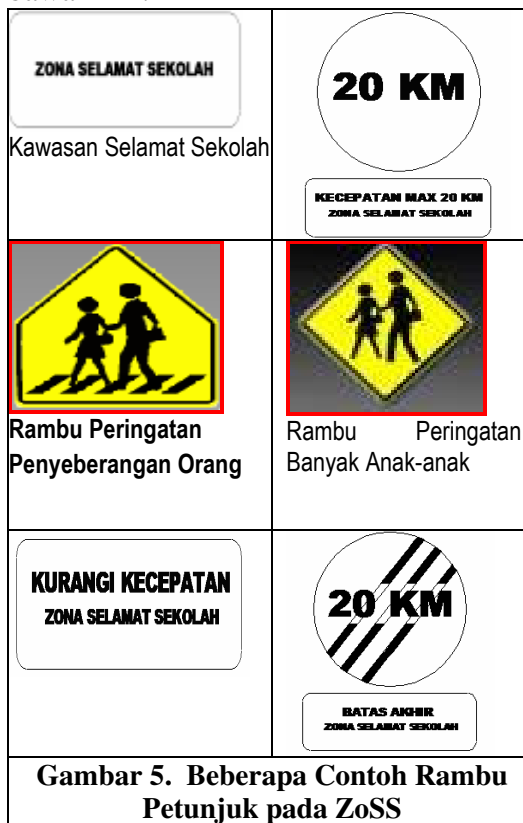 ZONA SELAMAT SEKOLAH
Kawasan Selamat Sekolah
20 KM
KECEPATAN MAX 20 KM
ZONA SELAMAT SEKOLAH
Rambu Peringatan
Penyeberangan Orang
Rambu Peringatan
Banyak Anak-anak
KURANGI KECEPATAN
ZONA SELAMAT SEKOLAH
20 KM
BATAS AKHIR
ZONA SELAMAT SEKOLAH
Gambar 5. Beberapa Contoh Rambu
Petunjuk pada ZoSS